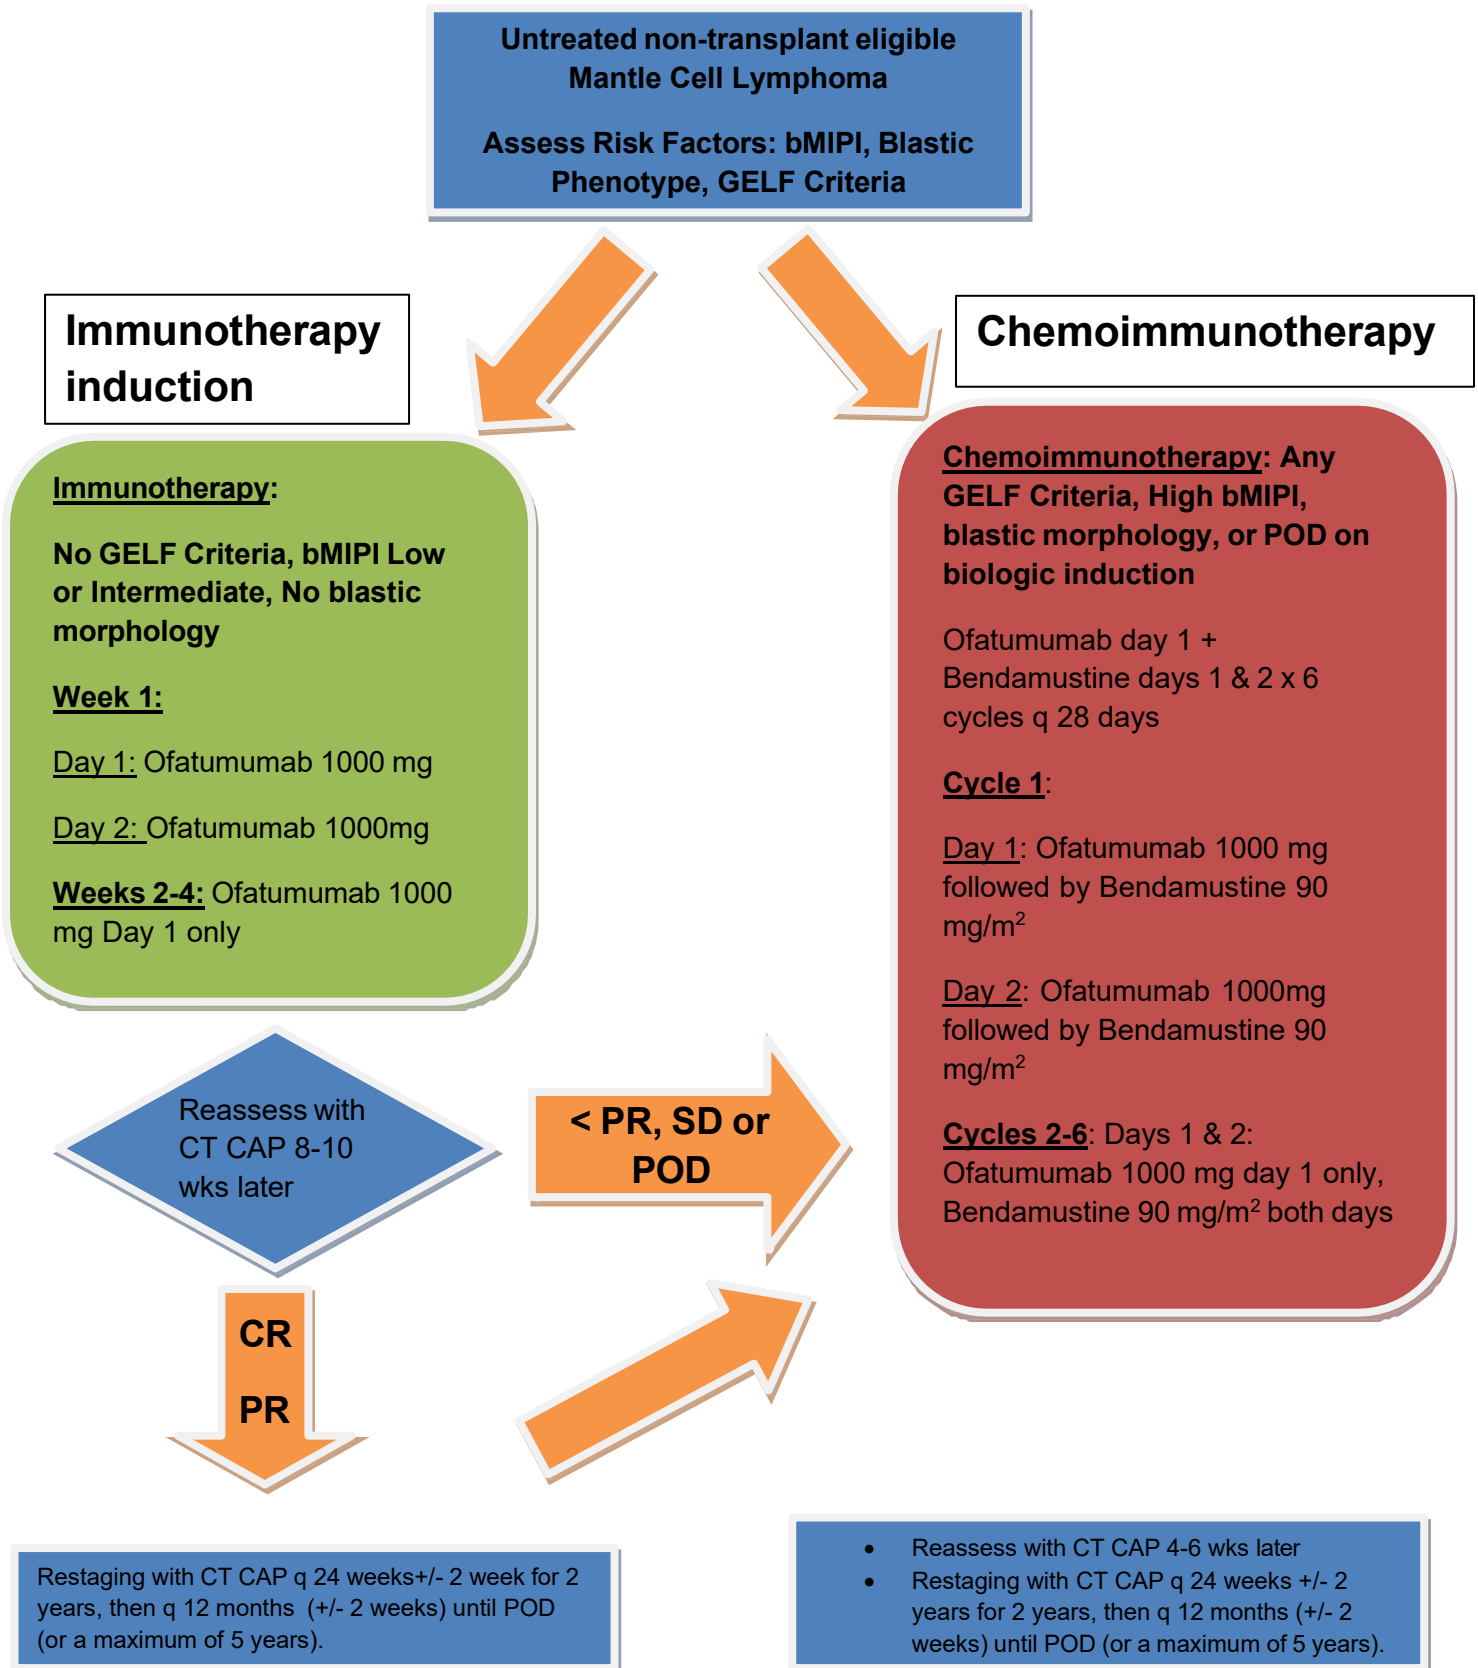 Untreated non-transplant eligible
Mantle Cell Lymphoma
Assess Risk Factors: bMIPI, Blastic
Phenotype, GELF Criteria
Immunotherapy
induction
Chemoimmunotherapy
Immunotherapy:
No GELF Criteria, bMIPI Low
or Intermediate, No blastic
morphology
Week 1:
Day 1: Ofatumumab 1000 mg
Day 2: Ofatumumab 1000mg
Weeks 2-4: Ofatumumab 1000
mg Day 1 only
Chemoimmunotherapy: Any
GELF Criteria, High bMIPI,
blastic morphology, or POD on
biologic induction
Ofatumumab day 1 +
Bendamustine days 1 & 2 x 6
cycles q 28 days
Cycle 1:
Day 1: Ofatumumab 1000 mg
followed by Bendamustine 90
mg/m²
Day 2: Ofatumumab 1000mg
followed by Bendamustine 90
mg/m²
Cycles 2-6: Days 1 & 2:
Ofatumumab 1000 mg day 1 only,
Bendamustine 90 mg/m² both days
Reassess with
CT CAP 8-10
wks later
< PR, SD or
POD
CR
PR
Restaging with CT CAP q 24 weeks+/- 2 week for 2
years, then q 12 months (+/- 2 weeks) until POD
(or a maximum of 5 years).
• Reassess with CT CAP 4-6 wks later
• Restaging with CT CAP q 24 weeks +/- 2
years for 2 years, then q 12 months (+/- 2
weeks) until POD (or a maximum of 5 years).